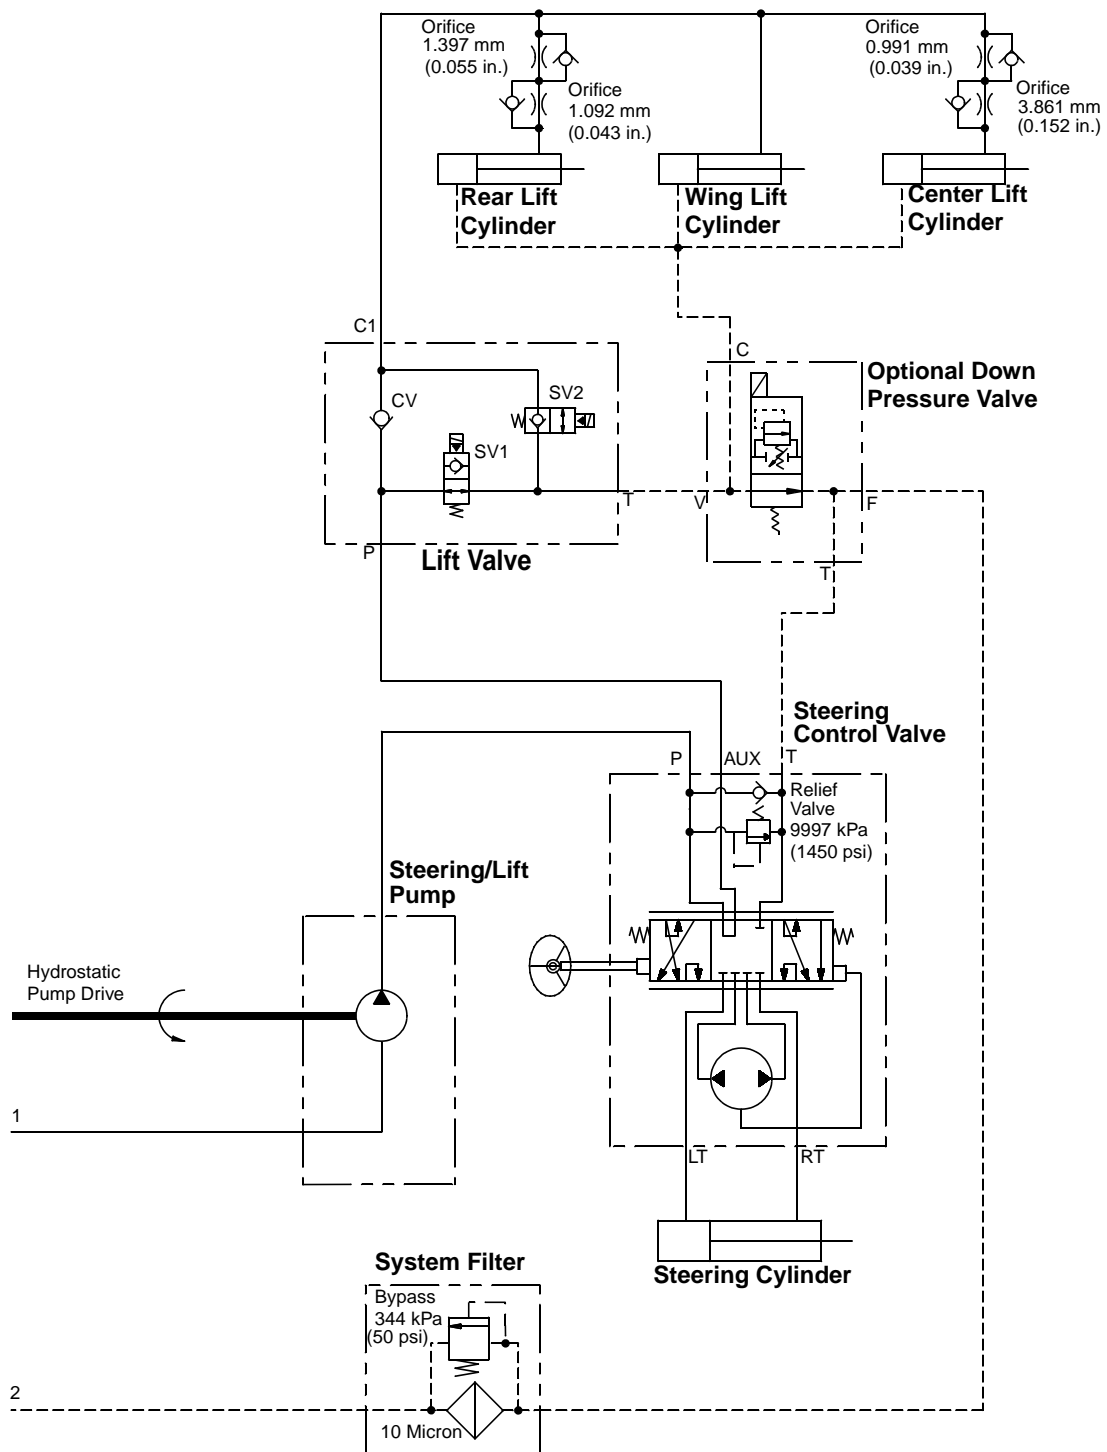 Orifice
1.397 mm
(0.055 in.)
Orifice
1.092 mm
(0.043 in.)
Orifice
0.991 mm
(0.039 in.)
Orifice
3.861 mm
(0.152 in.)
Rear Lift
Cylinder
Wing Lift
Cylinder
Center Lift
Cylinder
C1
CV
SV2
SV1
T
P
Lift Valve
C
V
F
T
Optional Down
Pressure Valve
Steering
Control Valve
P
AUX
T
Relief
Valve
9997 kPa
(1450 psi)
Steering/Lift
Pump
Hydrostatic
Pump Drive
1
LT
RT
Steering Cylinder
System Filter
Bypass
344 kPa
(50 psi)
2
10 Micron